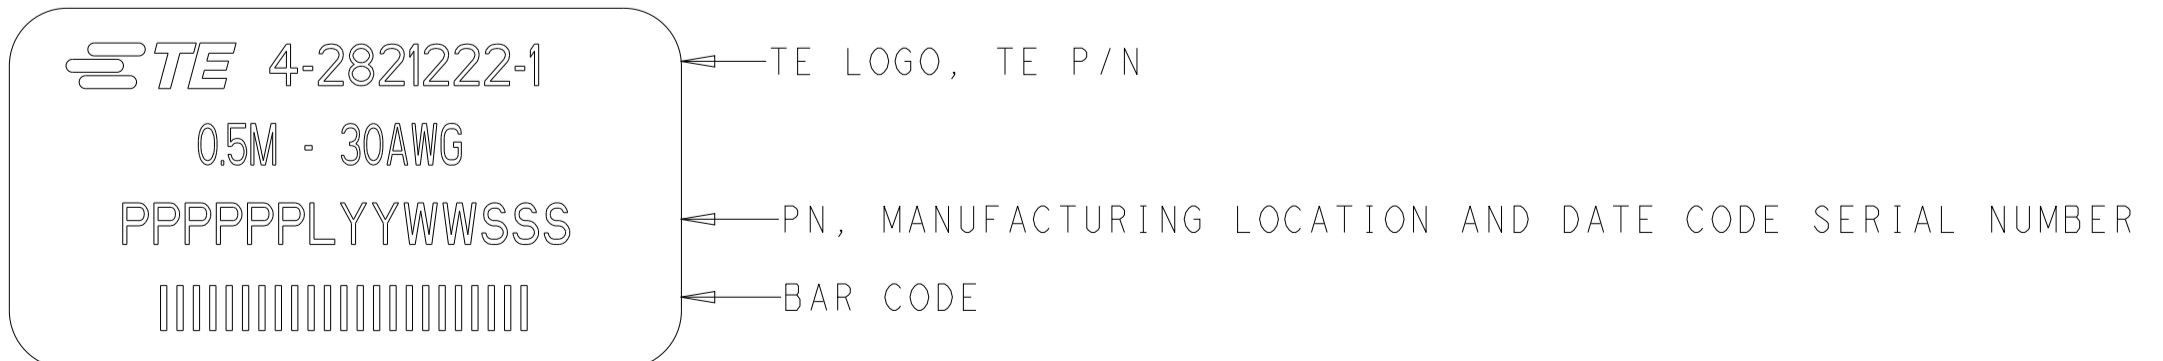 TE 4-2821222-1 TE LOGO, TE P/N
0.5M - 30AWG
PPPPPPLYYWWSSS PN, MANUFACTURING LOCATION AND DATE CODE SERIAL NUMBER
BAR CODE